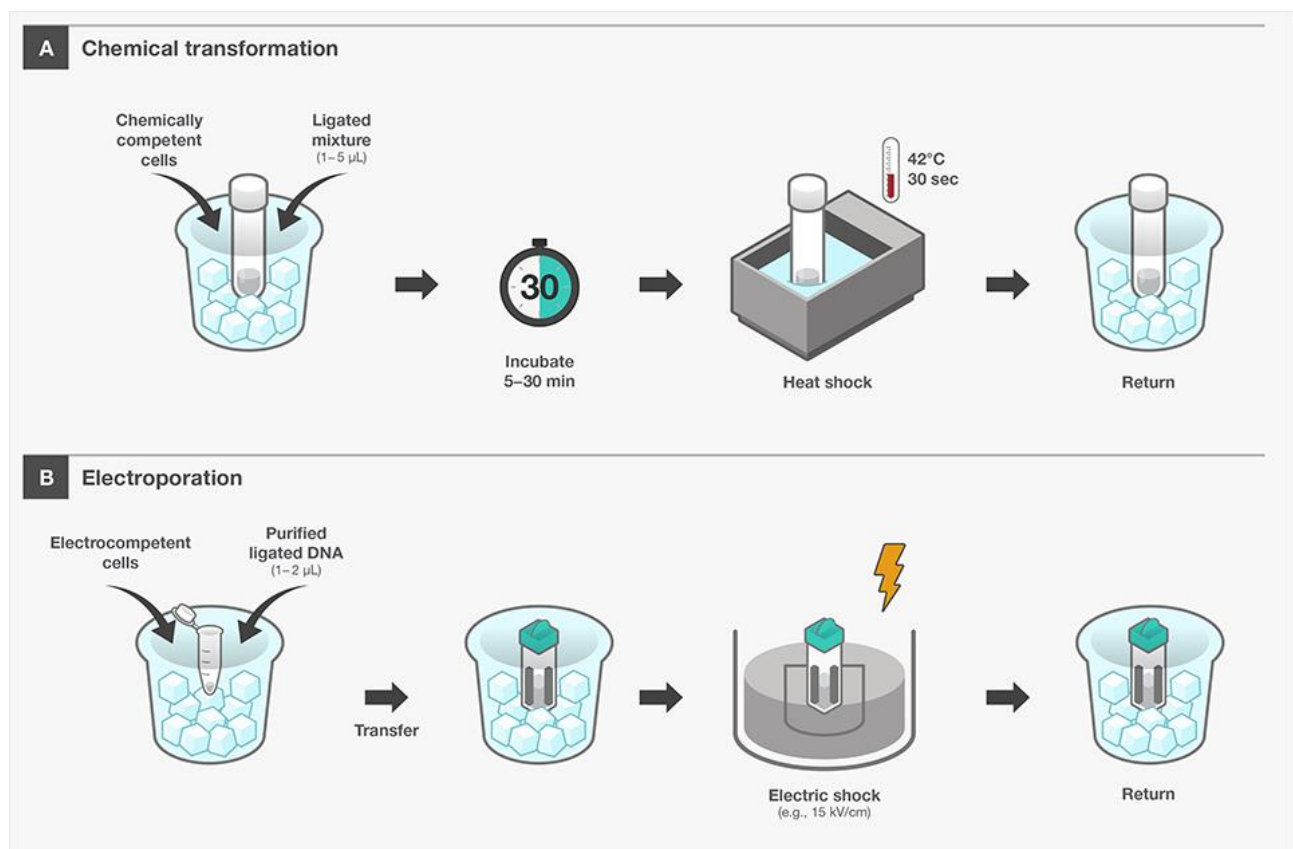 A
Chemical transformation
Chemically
competent
cells
Ligated
mixture
(1–5 µL)
30
Incubate
5–30 min
42°C
30 sec
Heat shock
Return
B
Electroporation
Electrocompetent
cells
Purified
ligated DNA
(1–2 µL)
Transfer
Electric shock
(e.g., 15 kV/cm)
Return